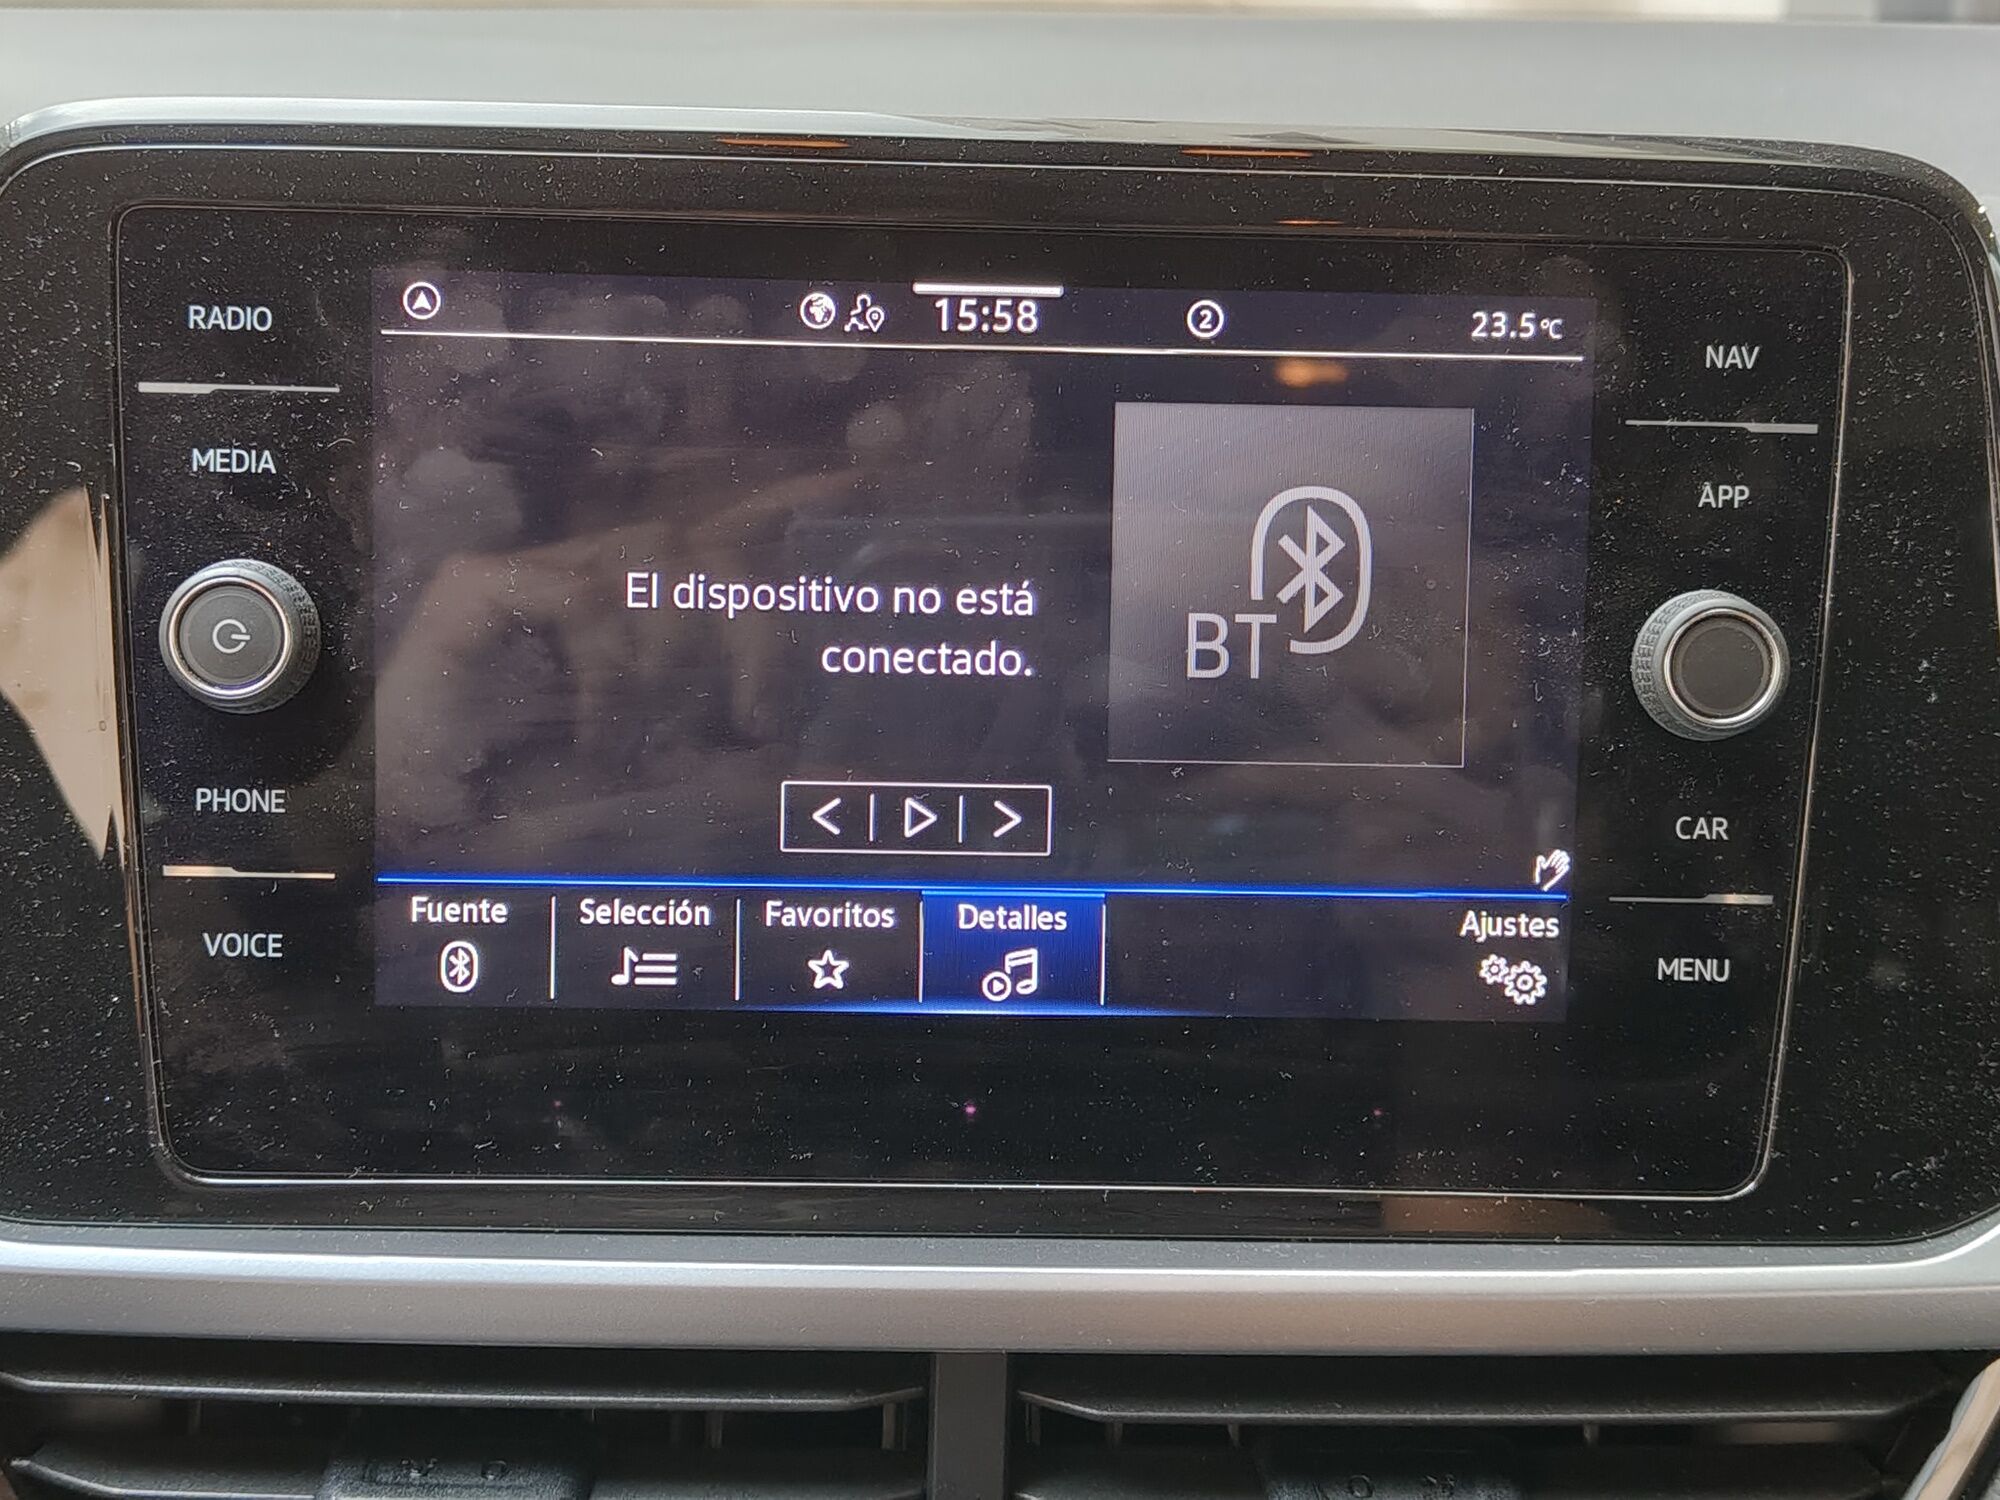 15:58
2
23.5°C
RADIO
MEDIA
PHONE
VOICE
El dispositivo no está
conectado.
BT
Fuente
Selección
Favoritos
Detalles
Ajustes
NAV
APP
CAR
MENU